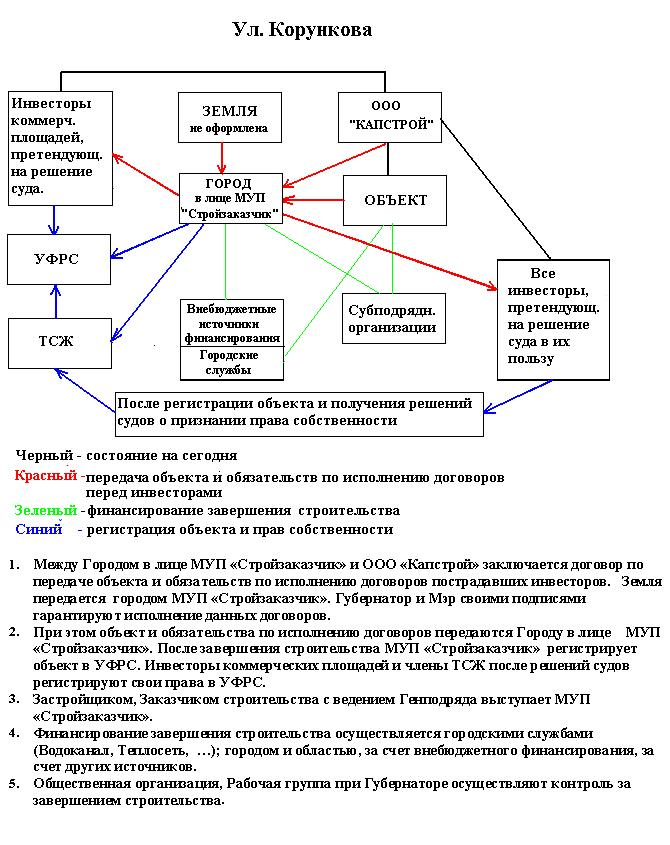 Ул. Корункова
Инвесторы
коммерч.
площадей,
претендующ.
на решение
суда.
ЗЕМЛЯ
не оформлена
ООО
"КАПСТРОЙ"
ГОРОД
в лице МУП
"Стройзаказчик"
ОБЪЕКТ
УФРС
Все
инвесторы,
претендующ.
на решение
суда в их
пользу
Внебюджетные
источники
финансирования
Городские
службы
Субподрядн.
организации
ТСЖ
После регистрации объекта и получения решений
судов о признании права собственности
Черный - состояние на сегодня
Красный - передача объекта и обязательств по исполнению договоров
перед инвесторами
Зеленый - финансирование завершения строительства
Синий - регистрация объекта и прав собственности
1. Между Городом в лице МУП «Стройзаказчик» и ООО «Капстрой» заключается договор по
передаче объекта и обязательств по исполнению договоров пострадавших инвесторов. Земля
передается городом МУП «Стройзаказчик». Губернатор и Мэр своими подписями
гарантируют исполнение данных договоров.
2. При этом объект и обязательства по исполнению договоров передаются Городу в лице МУП
«Стройзаказчик». После завершения строительства МУП «Стройзаказчик» регистрирует
объект в УФРС. Инвесторы коммерческих площадей и члены ТСЖ после решений судов
регистрируют свои права в УФРС.
3. Застройщиком, Заказчиком строительства с ведением Генподряда выступает МУП
«Стройзаказчик».
4. Финансирование завершения строительства осуществляется городскими службами
(Водоканал, Теплосеть, …); городом и областью, за счет внебюджетного финансирования, за
счет других источников.
5. Общественная организация, Рабочая группа при Губернаторе осуществляют контроль за
завершением строительства.